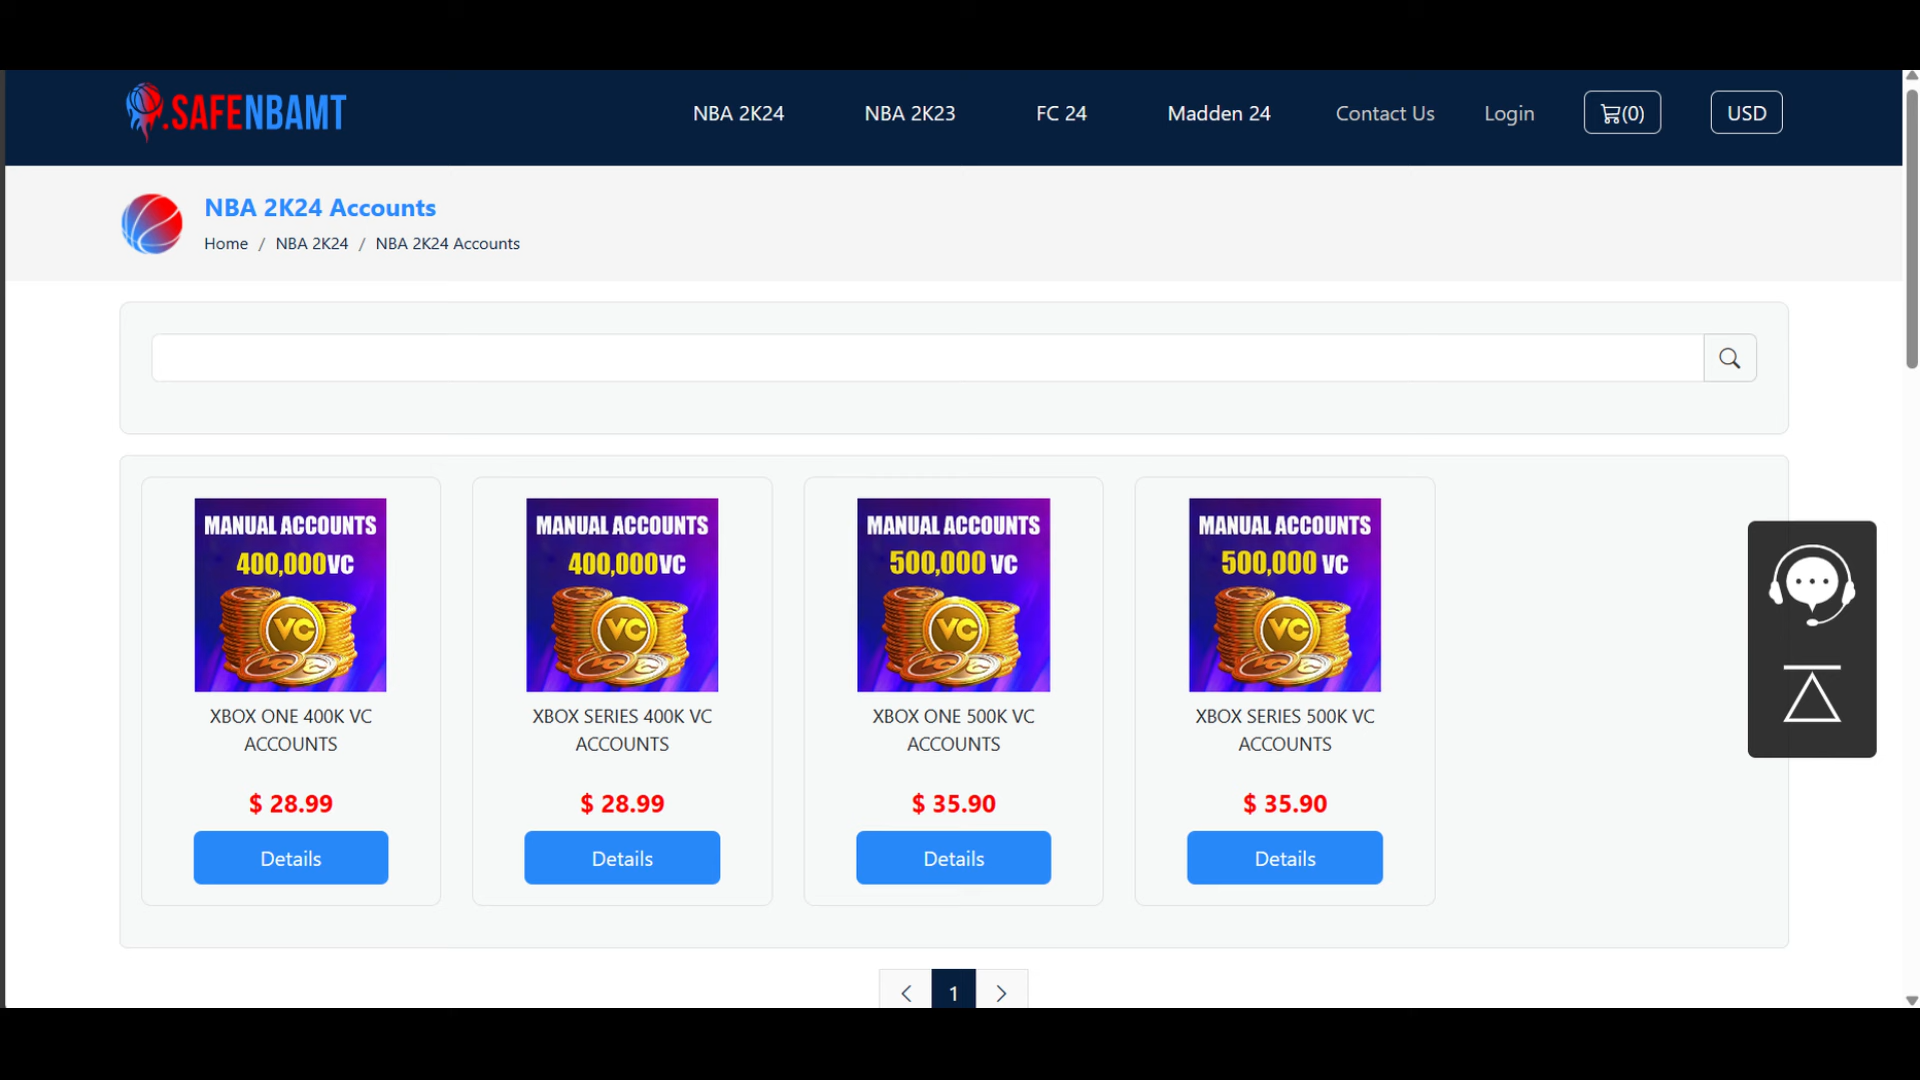 .SAFENBAMT
NBA 2K24
NBA 2K23
FC 24
Madden 24
Contact Us
Login
(0)
USD
NBA 2K24 Accounts
Home / NBA 2K24 / NBA 2K24 Accounts
MANUAL ACCOUNTS
400,000VC
VC
XBOX ONE 400K VC
ACCOUNTS
$ 28.99
Details
MANUAL ACCOUNTS
400,000VC
VC
XBOX SERIES 400K VC
ACCOUNTS
$ 28.99
Details
MANUAL ACCOUNTS
500,000 VC
VC
XBOX ONE 500K VC
ACCOUNTS
$ 35.90
Details
MANUAL ACCOUNTS
500,000 VC
VC
XBOX SERIES 500K VC
ACCOUNTS
$ 35.90
Details
1